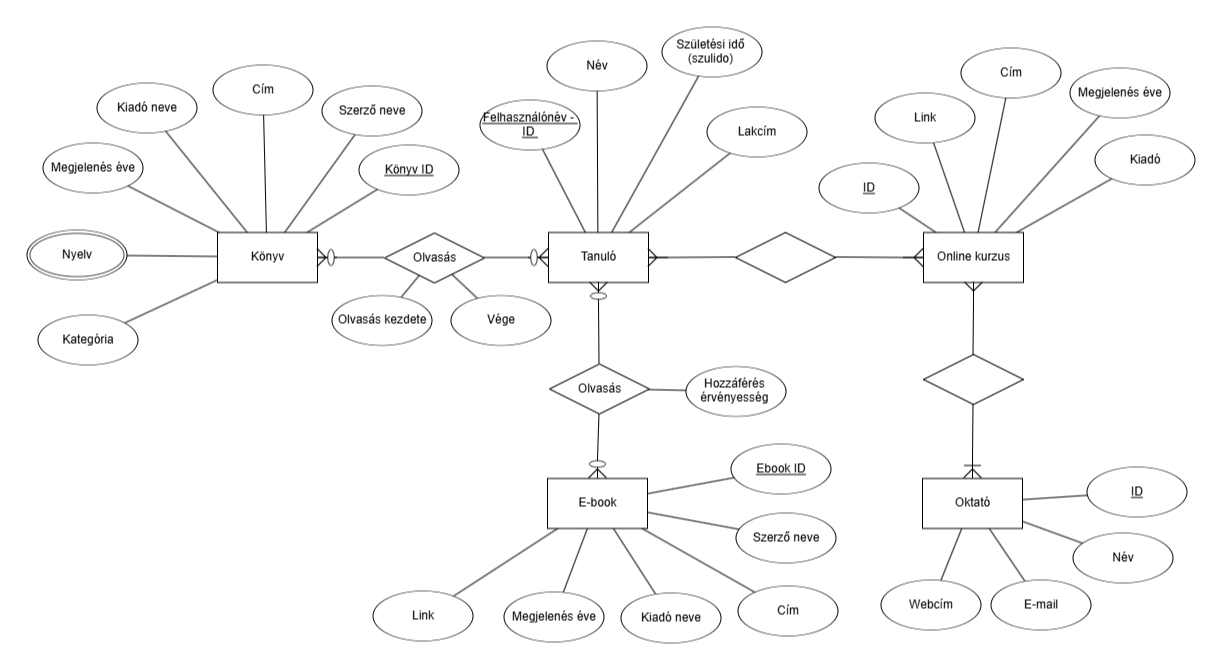 Születési idő
(szulido)
Név
Cím
Cím
Kiadó neve
Szerző neve
Felhasználónév -
ID
Lakcím
Link
Megjelenés éve
Megjelenés éve
Könyv ID
ID
Kiadó
Nyelv
Könyv
Olvasás
Tanuló
Online kurzus
Olvasás kezdete
Vége
Kategória
Olvasás
Hozzáférés
érvényesség
Ebook ID
E-book
Oktató
ID
Szerző neve
Név
Link
Megjelenés éve
Kiadó neve
Cím
Webcím
E-mail